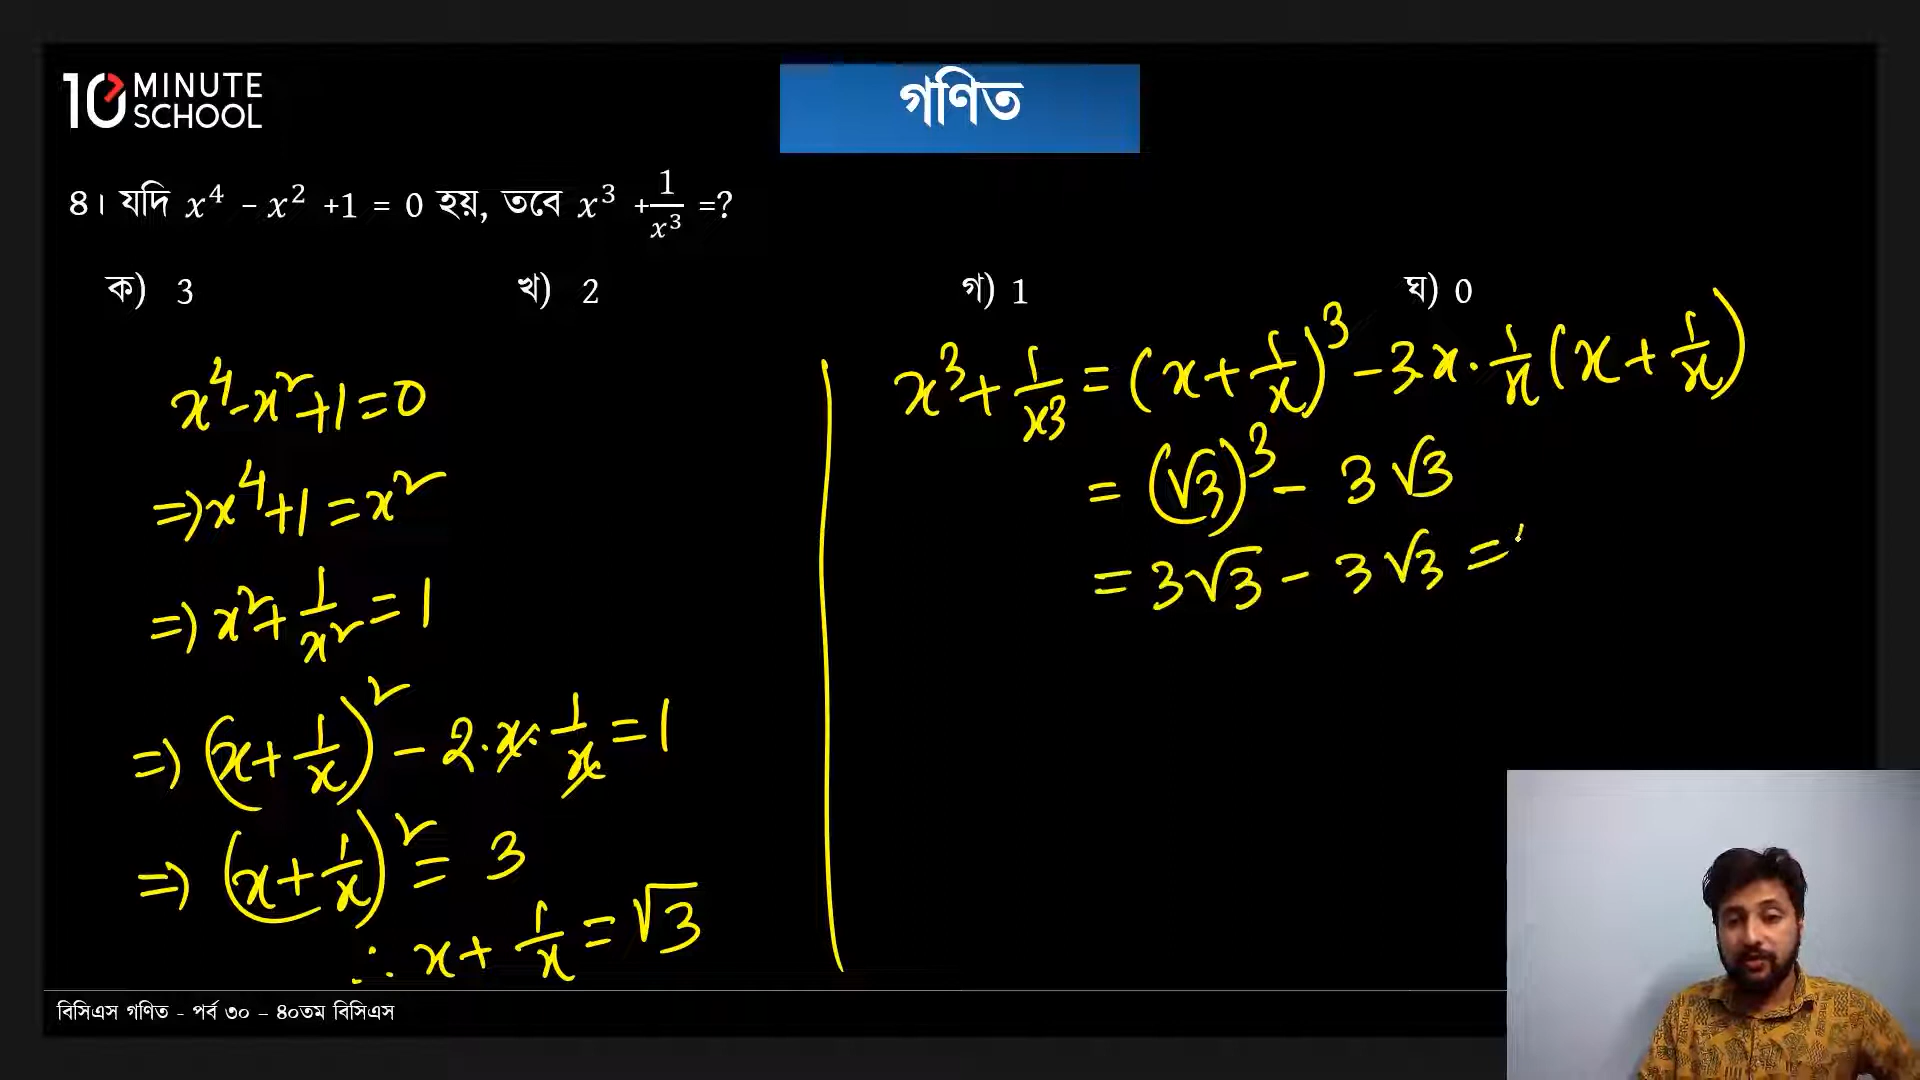 10 MINUTE SCHOOL
গণিত
৪। যদি x⁴ – x² +1 = 0 হয়, তবে x³ + 1/x³ =?
ক) 3 খ) 2 গ) 1 ঘ) 0
x⁴-x²+1=0
⇒x⁴+1=x²
⇒x²+1/x²=1
⇒(x+1/x)²-2·x·1/x=1
⇒(x+1/x)²=3
∴x+1/x=√3
x³+1/x³=(x+1/x)³-3x·1/x(x+1/x)
=(√3)³-3√3
=3√3-3√3=
বিসিএস গণিত - পর্ব ৩০ – ৪০তম বিসিএস